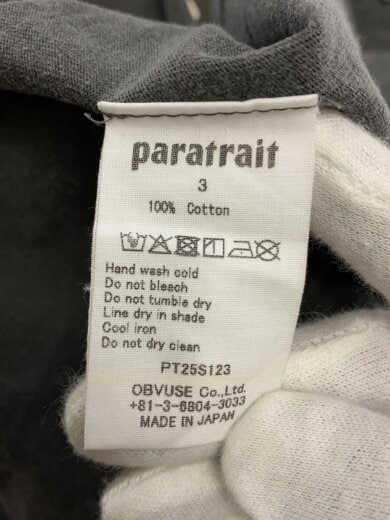 paratrait
3
100% Cotton
Hand wash cold
Do not bleach
Do not tumble dry
Line dry in shade
Cool iron
Do not dry clean
PT25S123
OBVUSE Co.,Ltd.
+81-3-6804-3033
MADE IN JAPAN